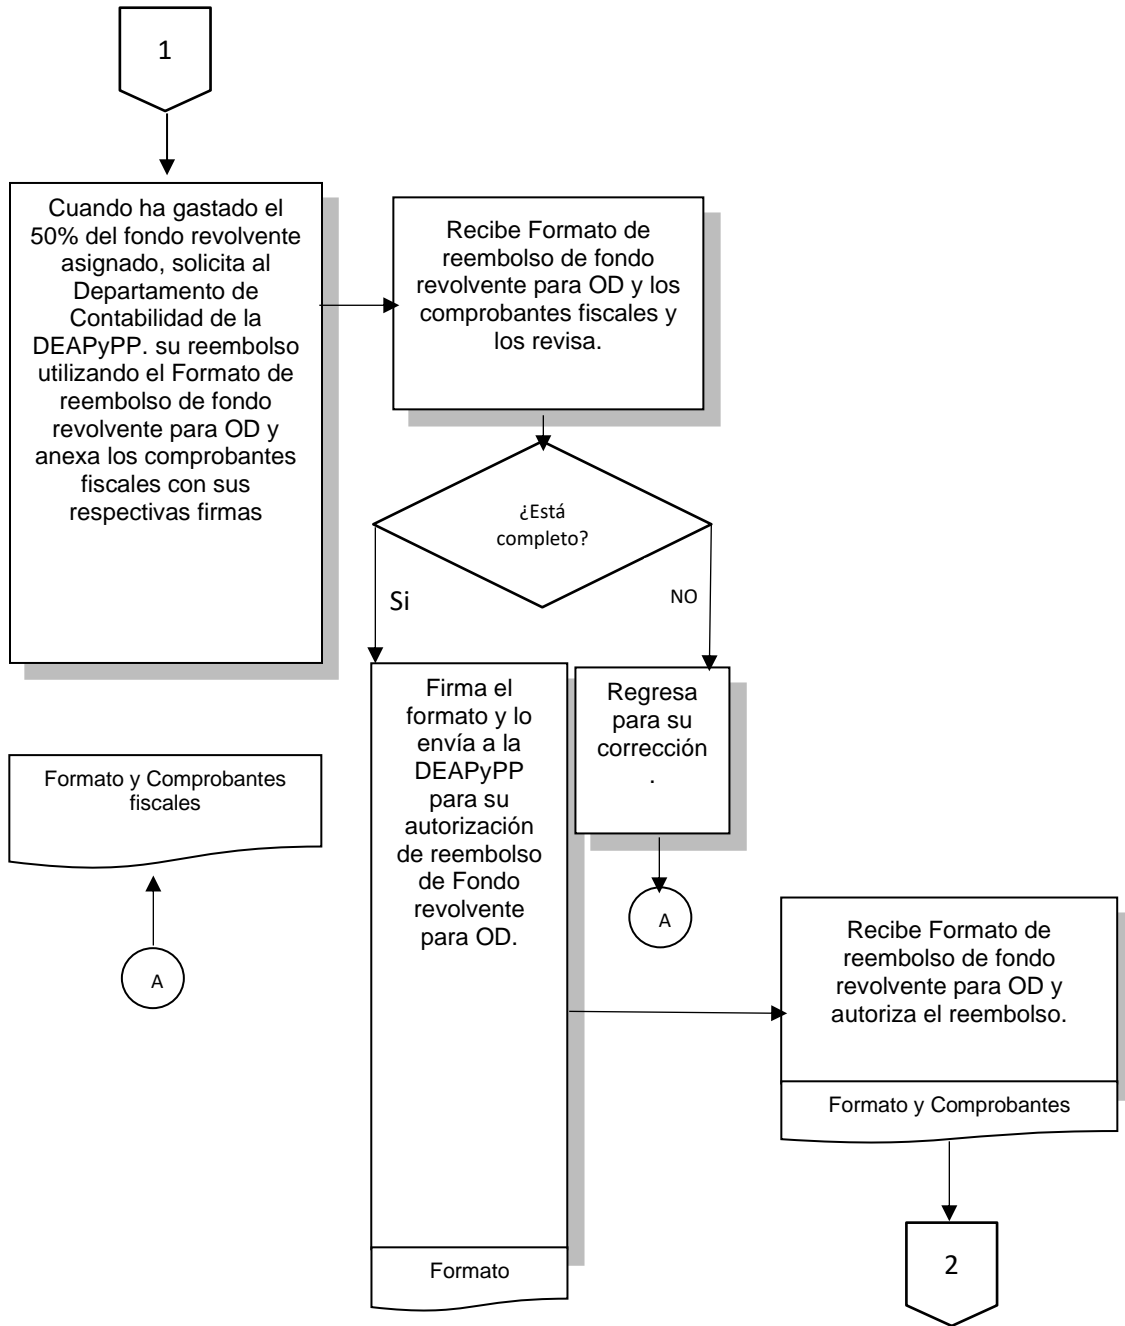 1
Cuando ha gastado el
50% del fondo revolvente
asignado, solicita al
Departamento de
Contabilidad de la
DEAPyPP. su reembolso
utilizando el Formato de
reembolso de fondo
revolvente para OD y
anexa los comprobantes
fiscales con sus
respectivas firmas
Recibe Formato de
reembolso de fondo
revolvente para OD y los
comprobantes fiscales y
los revisa.
¿Está
completo?
Si
NO
Firma el
formato y lo
envía a la
DEAPyPP
para su
autorización
de reembolso
de Fondo
revolvente
para OD.
Formato
Regresa
para su
corrección
.
A
Formato y Comprobantes
fiscales
A
Recibe Formato de
reembolso de fondo
revolvente para OD y
autoriza el reembolso.
Formato y Comprobantes
2